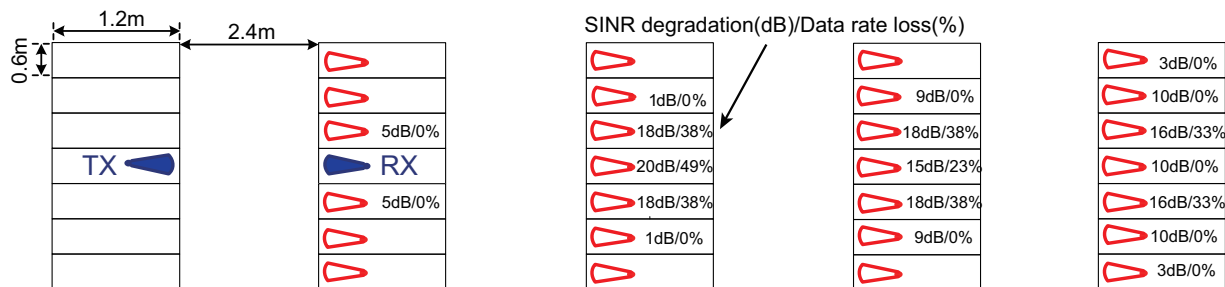 1.2m
SINR degradation(dB)/Data rate loss(%)
2.4m
0.6m
3dB/0%
1dB/0% 9dB/0% 10dB/0%
5dB/0% 18dB/38% 18dB/38% 16dB/33%
TX RX 20dB/49% 15dB/23% 10dB/0%
5dB/0% 18dB/38% 18dB/38% 16dB/33%
1dB/0% 9dB/0% 10dB/0%
3dB/0%